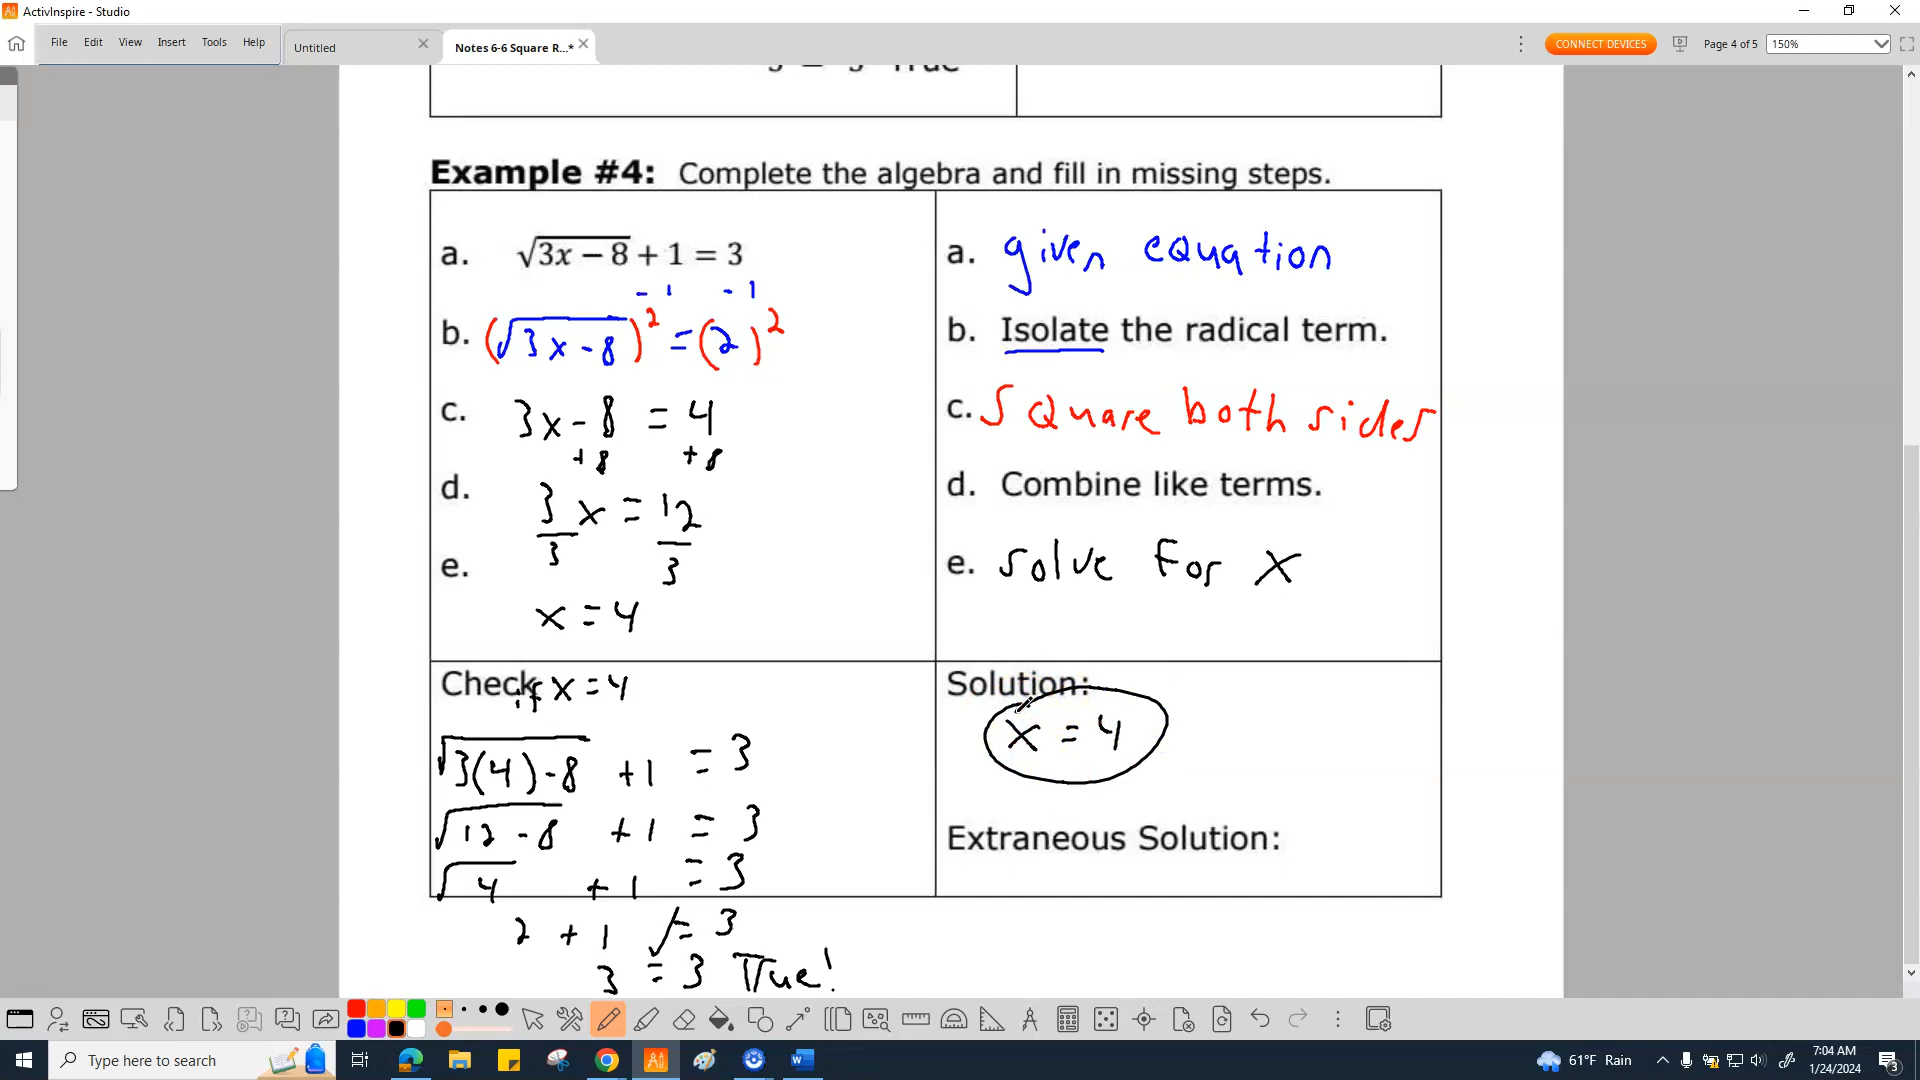 ActivInspire - Studio
File Edit View Insert Tools Help
Untitled
Notes 6-6 Square R...*
CONNECT DEVICES
Page 4 of 5
150%
Example #4: Complete the algebra and fill in missing steps.
a. √3x − 8 + 1 = 3
- 1 - 1
b. (√3x - 8)² = (2)²
c. 3x - 8 = 4
+ 8 + 8
d. 3x = 12
3 3
e.
x = 4
a. given equation
b. Isolate the radical term.
c. Square both sides
d. Combine like terms.
e. solve for x
Check if x = 4
√3(4) - 8 + 1 = 3
√12 - 8 + 1 = 3
√4 + 1 = 3
2 + 1 = 3
3 = 3 True!
Solution:
x = 4
Extraneous Solution:
Type here to search
61°F Rain
7:04 AM
1/24/2024
3